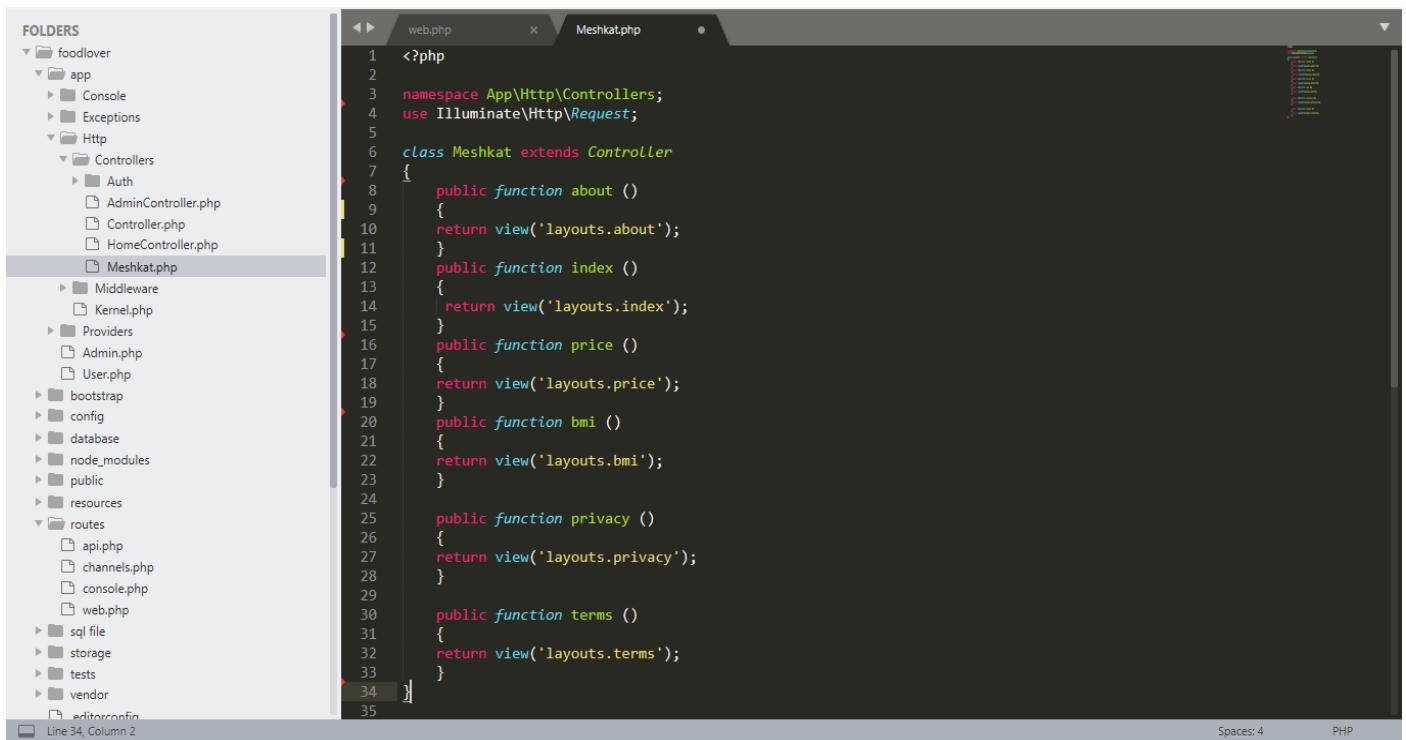 FOLDERS
foodlover
app
Console
Exceptions
Http
Controllers
Auth
AdminController.php
Controller.php
HomeController.php
Meshkat.php
Middleware
Kernel.php
Providers
Admin.php
User.php
bootstrap
config
database
node_modules
public
resources
routes
api.php
channels.php
console.php
web.php
sql file
storage
tests
vendor
.editorconfig
web.php × Meshkat.php
1 <?php
2
3 namespace App\Http\Controllers;
4 use Illuminate\Http\Request;
5
6 class Meshkat extends Controller
7 {
8     public function about ()
9     {
10     return view('layouts.about');
11     }
12     public function index ()
13     {
14      return view('layouts.index');
15     }
16     public function price ()
17     {
18     return view('layouts.price');
19     }
20     public function bmi ()
21     {
22     return view('layouts.bmi');
23     }
24
25     public function privacy ()
26     {
27     return view('layouts.privacy');
28     }
29
30     public function terms ()
31     {
32     return view('layouts.terms');
33     }
34 }
35
Line 34, Column 2 Spaces: 4 PHP